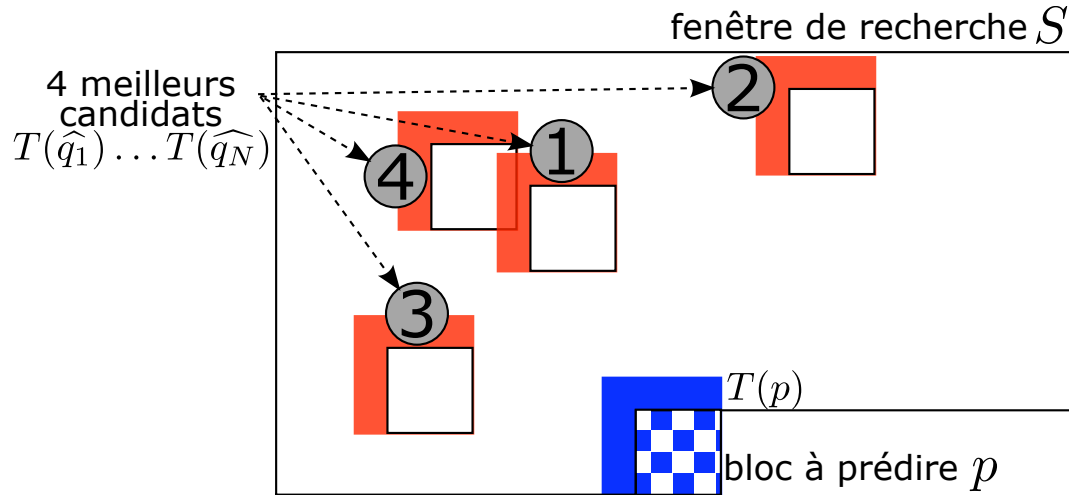 fenêtre de recherche S
4 meilleurs
candidats
T(q̂₁) … T(q̂_N)
2
1
4
3
T(p)
bloc à prédire p